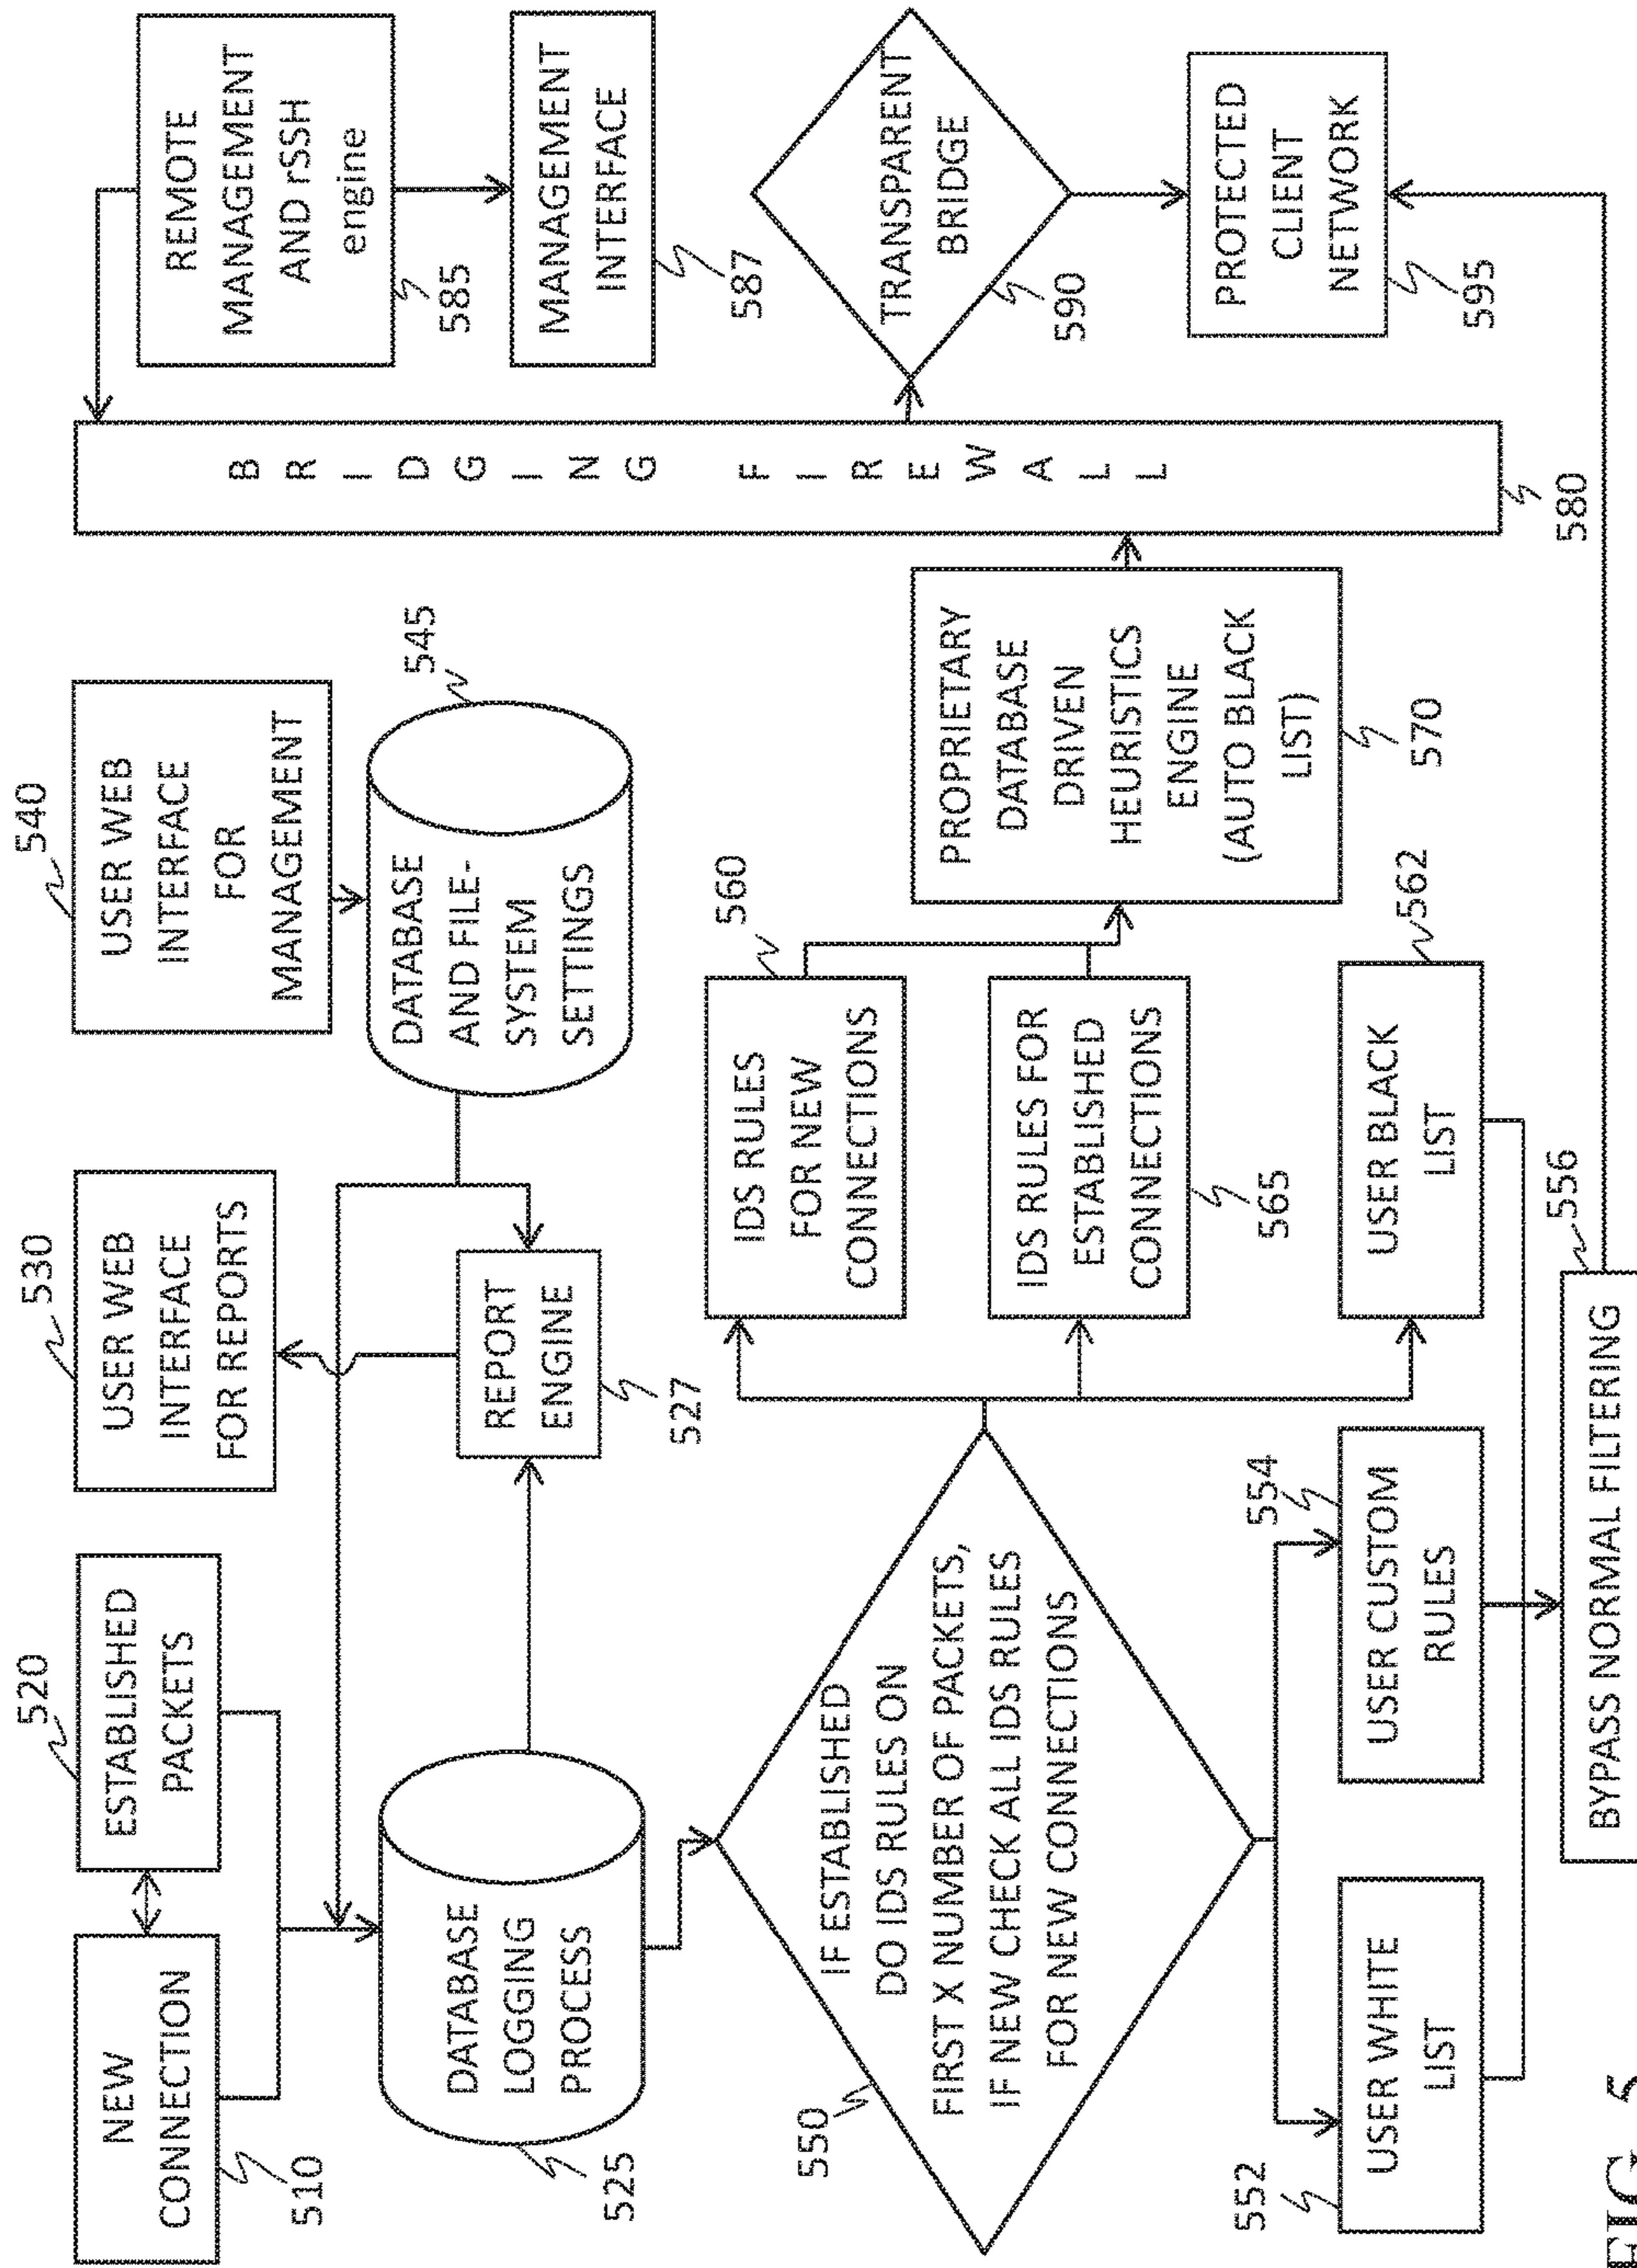 510
NEW
CONNECTION
520
ESTABLISHED
PACKETS
530
USER WEB
INTERFACE
FOR REPORTS
540
USER WEB
INTERFACE
FOR
MANAGEMENT
REMOTE
MANAGEMENT
AND rSSH
engine
585
MANAGEMENT
INTERFACE
587
DATABASE
LOGGING
PROCESS
525
REPORT
ENGINE
527
DATABASE
AND FILE-
SYSTEM
SETTINGS
545
BRIDGING FIREWALL
580
TRANSPARENT
BRIDGE
590
PROTECTED
CLIENT
NETWORK
595
550
IF ESTABLISHED
DO IDS RULES ON
FIRST X NUMBER OF PACKETS,
IF NEW CHECK ALL IDS RULES
FOR NEW CONNECTIONS
560
IDS RULES
FOR NEW
CONNECTIONS
IDS RULES FOR
ESTABLISHED
CONNECTIONS
565
PROPRIETARY
DATABASE
DRIVEN
HEURISTICS
ENGINE
(AUTO BLACK
LIST)
570
552
USER WHITE
LIST
554
USER CUSTOM
RULES
562
USER BLACK
LIST
556
BYPASS NORMAL FILTERING
FIG. 5